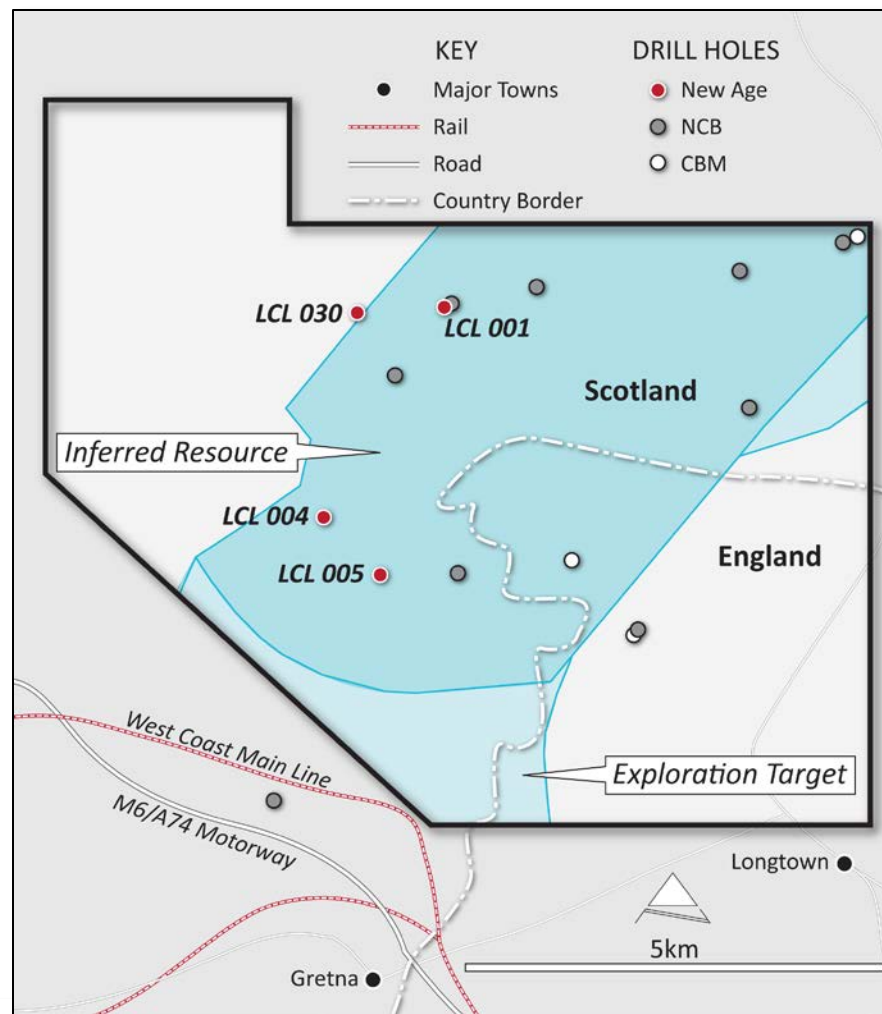 KEY
Major Towns
Rail
Road
Country Border
DRILL HOLES
New Age
NCB
CBM
LCL 030
LCL 001
Scotland
Inferred Resource
LCL 004
LCL 005
England
West Coast Main Line
M6/A74 Motorway
Exploration Target
Longtown
5km
Gretna